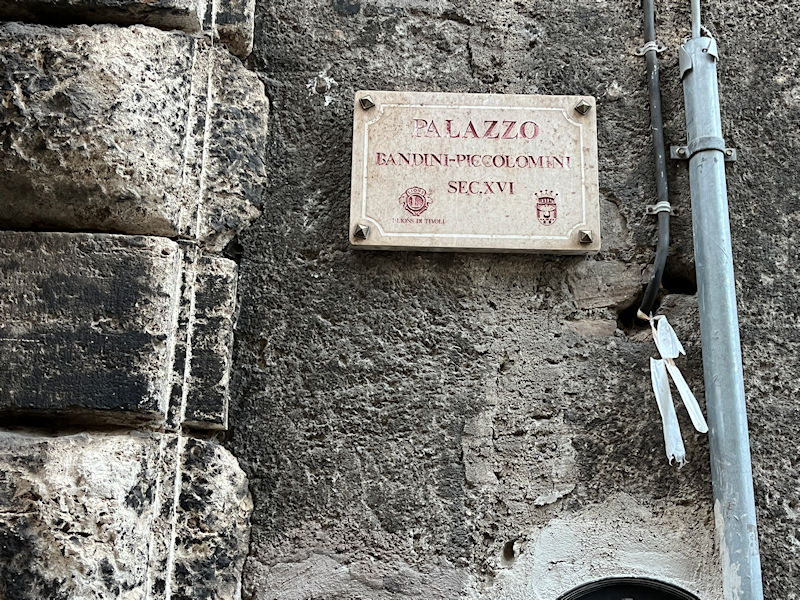 PALAZZO
BANDINI-PICCOLOMINI
SEC.XVI
LIONS DI TIVOLI